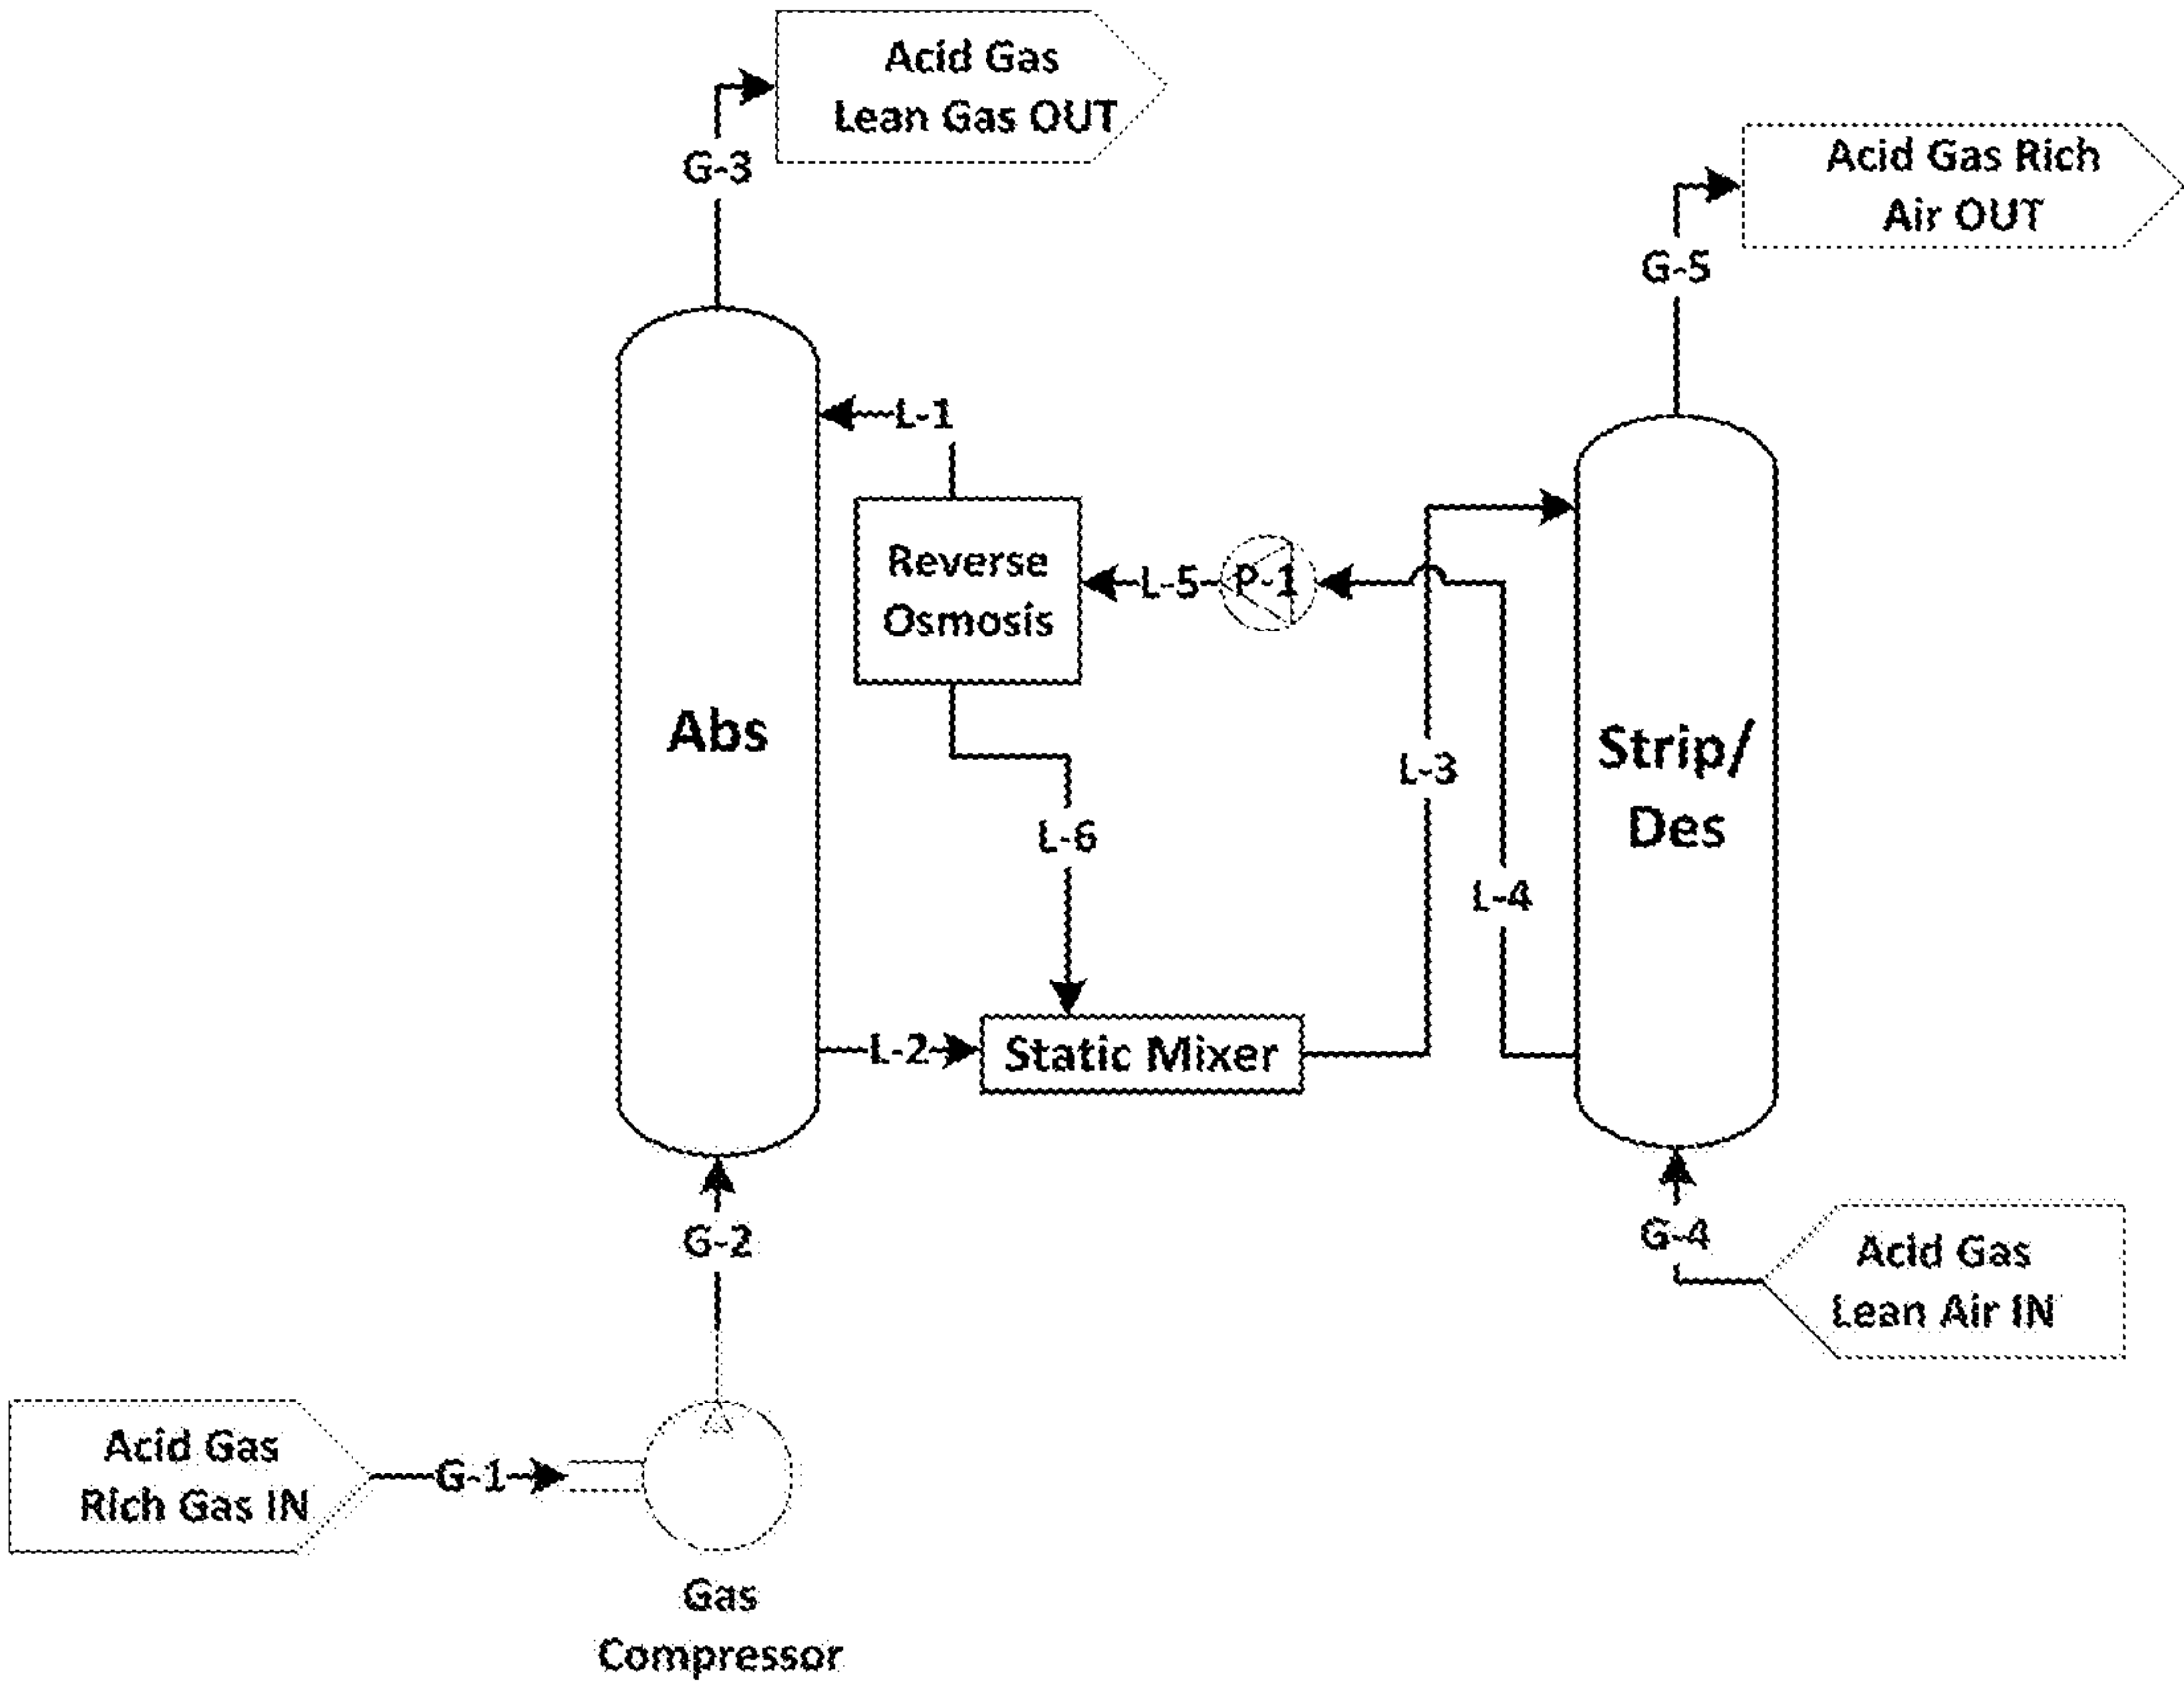 Acid Gas
Lean Gas OUT
G-3
Acid Gas Rich
Air OUT
G-5
L-1
Reverse
Osmosis
L-5
P-1
Abs
L-3
Strip/
Des
L-6
L-4
L-2
Static Mixer
G-2
G-4
Acid Gas
Lean Air IN
Acid Gas
Rich Gas IN
G-1
Gas
Compressor